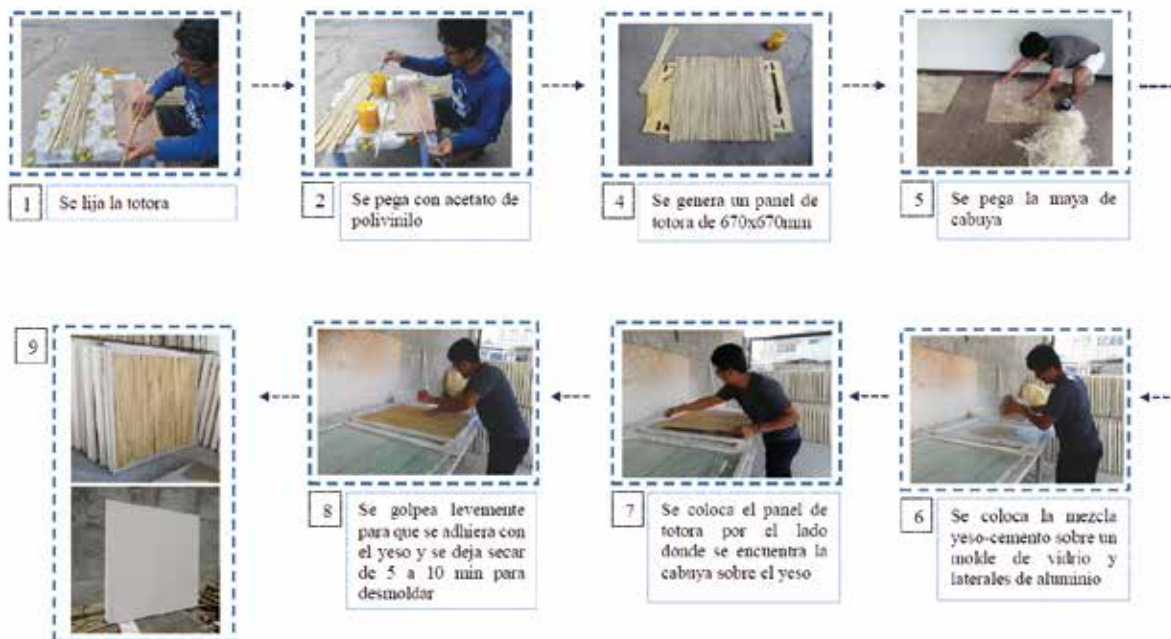 1
Se lija la totora
2
Se pega con acetato de
polivinilo
4
Se genera un panel de
totora de 670x670mm
5
Se pega la maya de
cabuya
6
Se coloca la mezcla
yeso-cemento sobre un
molde de vidrio y
laterales de aluminio
7
Se coloca el panel de
totora por el lado
donde se encuentra la
cabuya sobre el yeso
8
Se golpea levemente
para que se adhiera con
el yeso y se deja secar
de 5 a 10 min para
desmoldar
9